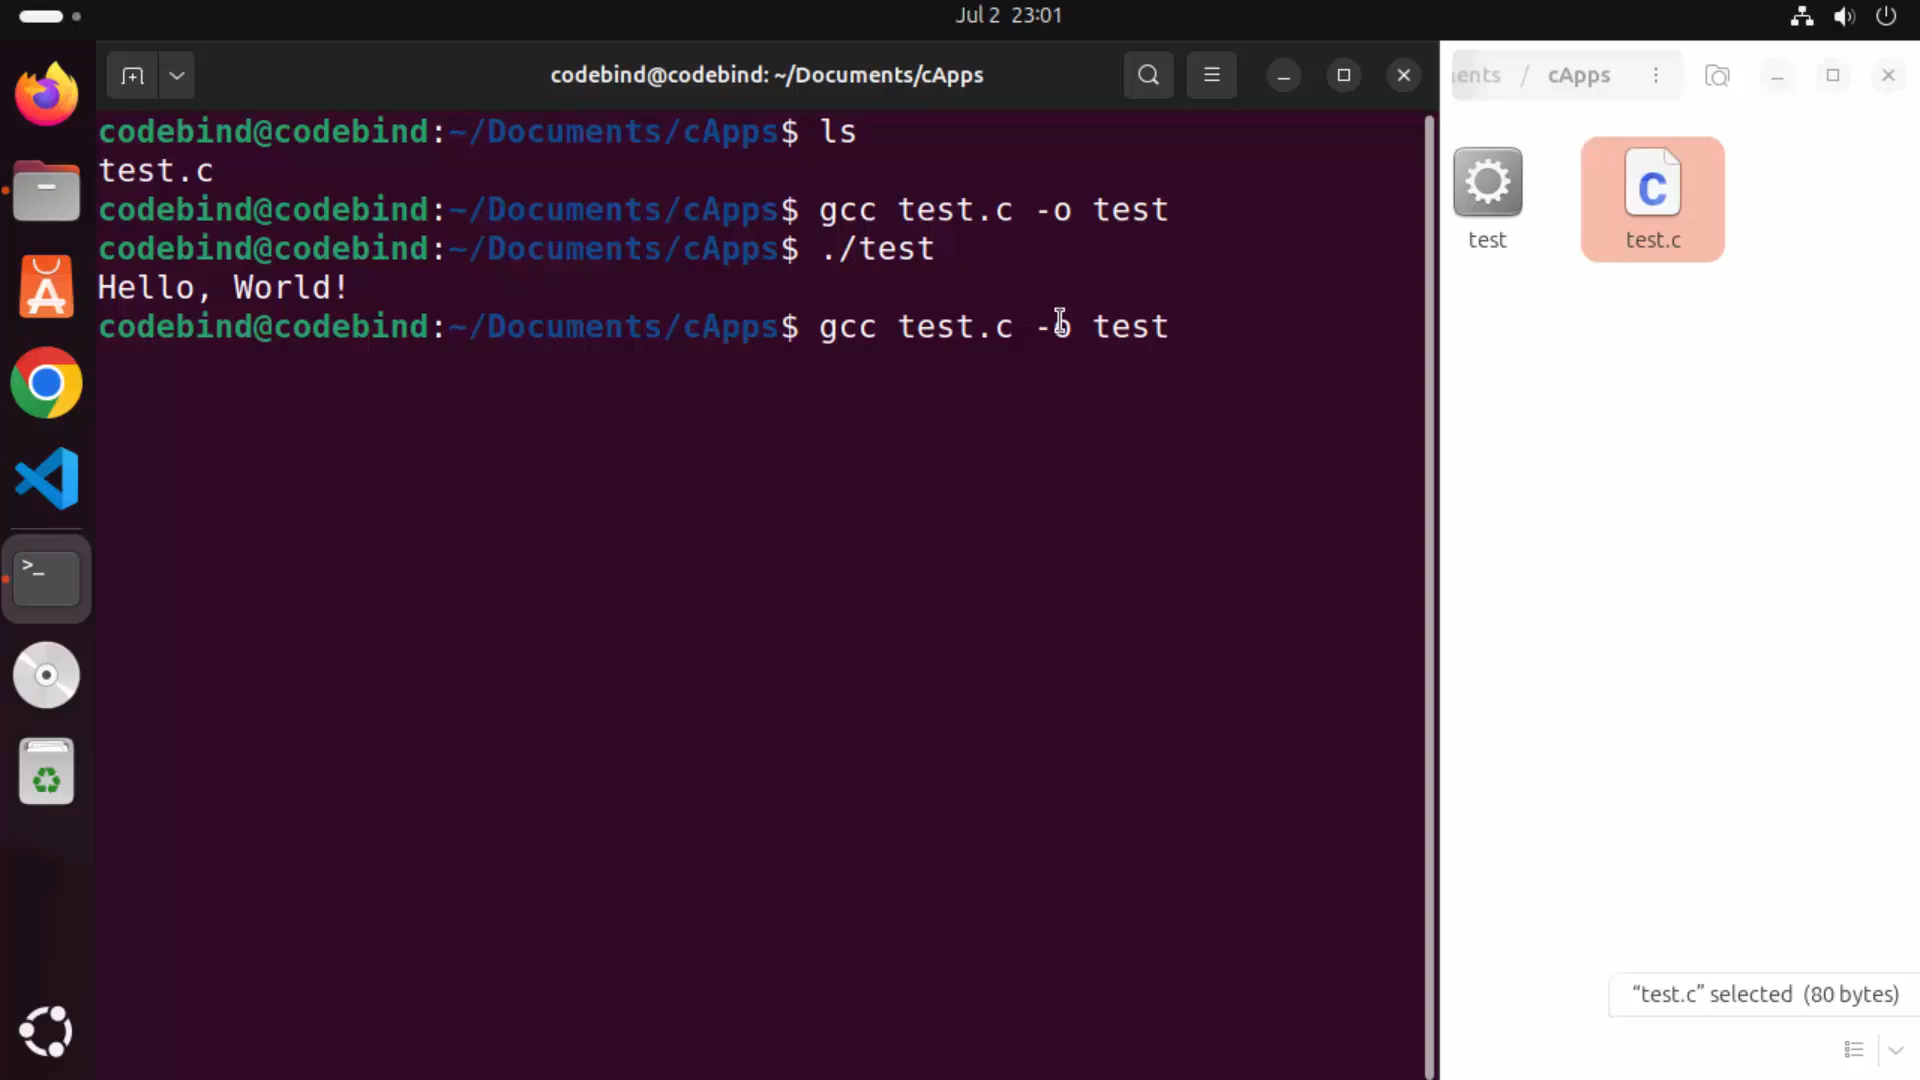 Jul 2 23:01
codebind@codebind: ~/Documents/cApps
codebind@codebind:~/Documents/cApps$ ls
test.c
codebind@codebind:~/Documents/cApps$ gcc test.c -o test
codebind@codebind:~/Documents/cApps$ ./test
Hello, World!
codebind@codebind:~/Documents/cApps$ gcc test.c -o test
ents / cApps
test
test.c
“test.c” selected (80 bytes)